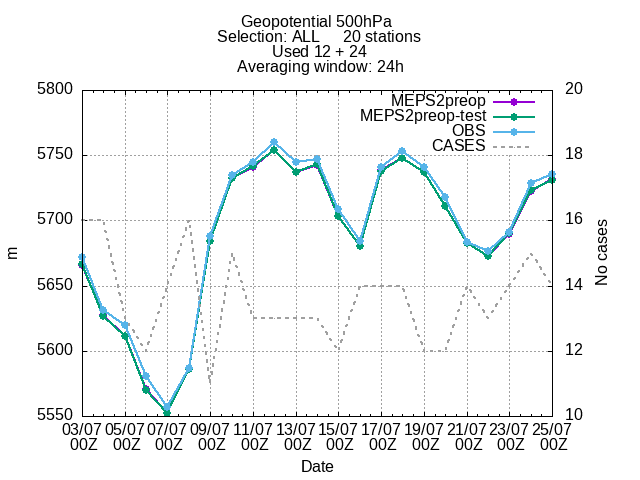 Geopotential 500hPa
Selection: ALL     20 stations
Used 12 + 24
Averaging window: 24h
5800
5750
5700
5650
5600
5550
m
20
18
16
14
12
10
No cases
MEPS2preop
MEPS2preop-test
OBS
CASES
03/07 05/07 07/07 09/07 11/07 13/07 15/07 17/07 19/07 21/07 23/07 25/07
00Z 00Z 00Z 00Z 00Z 00Z 00Z 00Z 00Z 00Z 00Z 00Z
Date